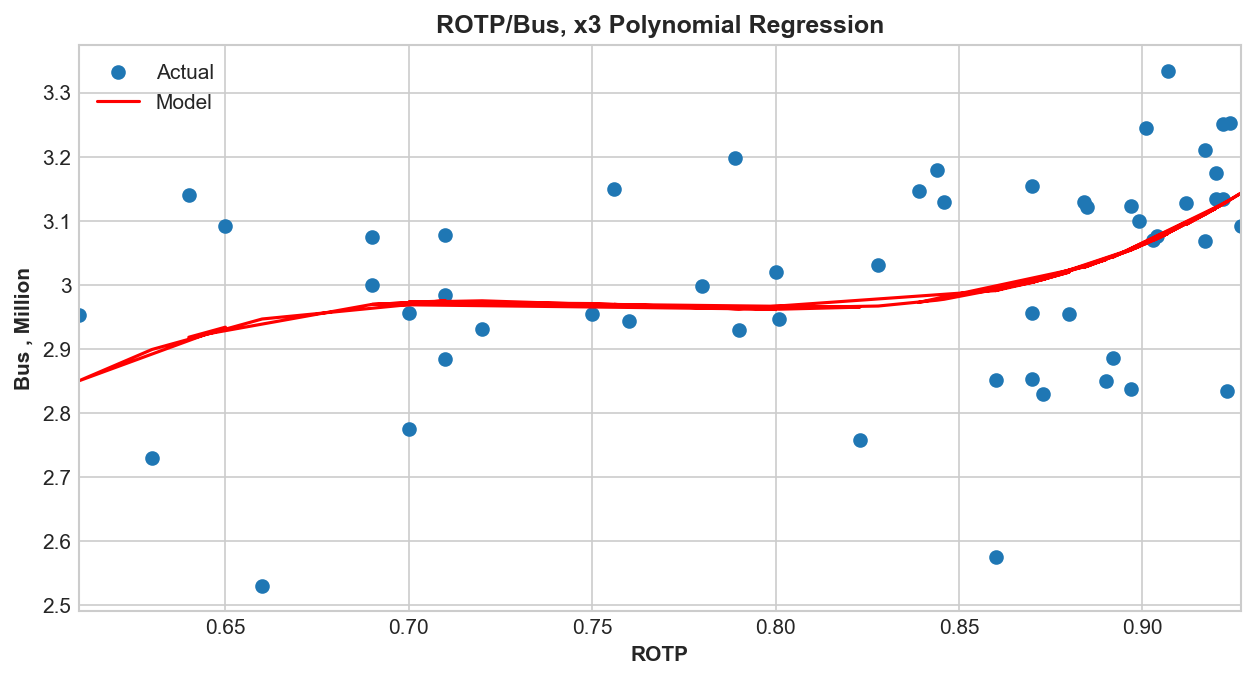 ROTP/Bus, x3 Polynomial Regression
Actual
Model
3.3
3.2
3.1
3
2.9
2.8
2.7
2.6
2.5
Bus , Million
0.65 0.70 0.75 0.80 0.85 0.90
ROTP